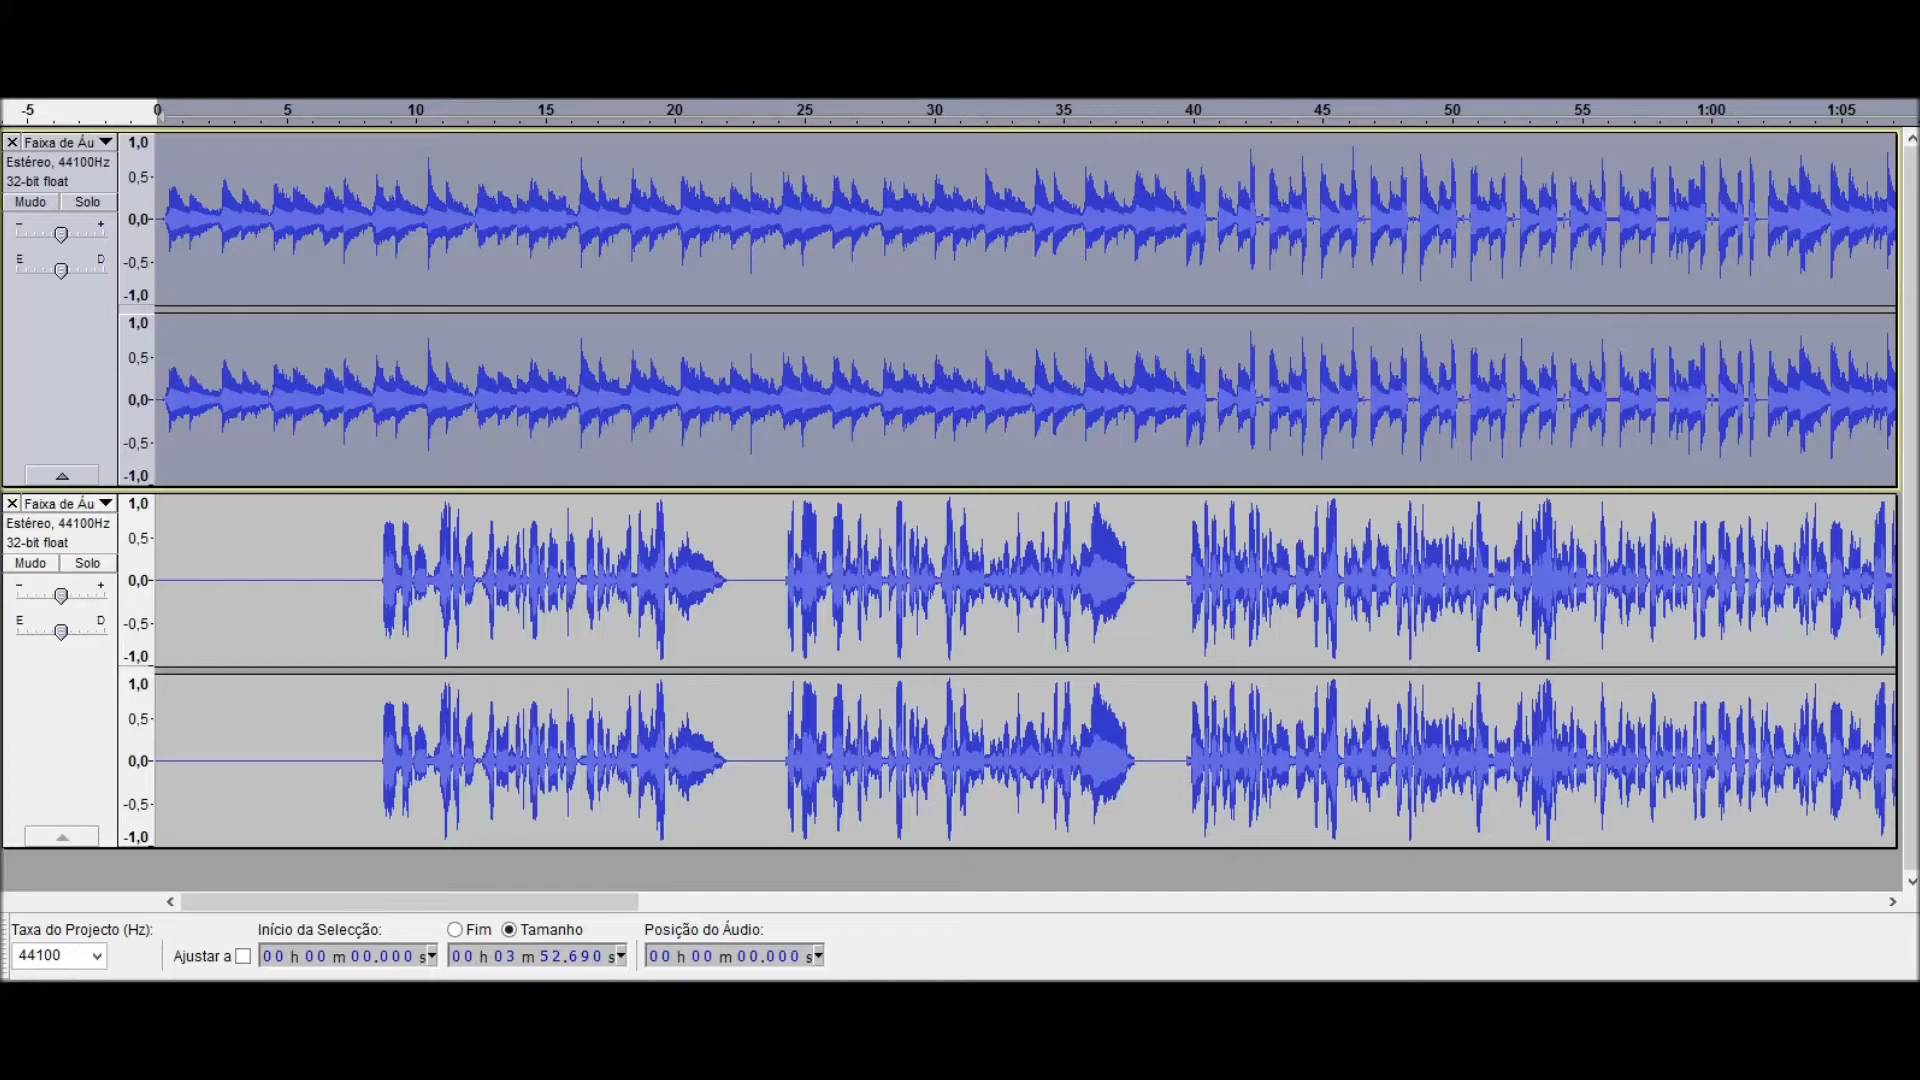 -5 0 5 10 15 20 25 30 35 40 45 50 55 1:00 1:05
X Faixa de Áu
Estéreo, 44100Hz
32-bit float
Mudo Solo
- +
E D
1,0
0,5-
0,0-
-0,5-
-1,0
1,0
0,5-
0,0-
-0,5-
-1,0
X Faixa de Áu
Estéreo, 44100Hz
32-bit float
Mudo Solo
- +
E D
1,0
0,5-
0,0-
-0,5-
-1,0
1,0
0,5-
0,0-
-0,5-
-1,0
Taxa do Projecto (Hz):
44100
Ajustar a
Início da Selecção:
00 h 00 m 00.000 s
Fim Tamanho
00 h 03 m 52.690 s
Posição do Áudio:
00 h 00 m 00.000 s